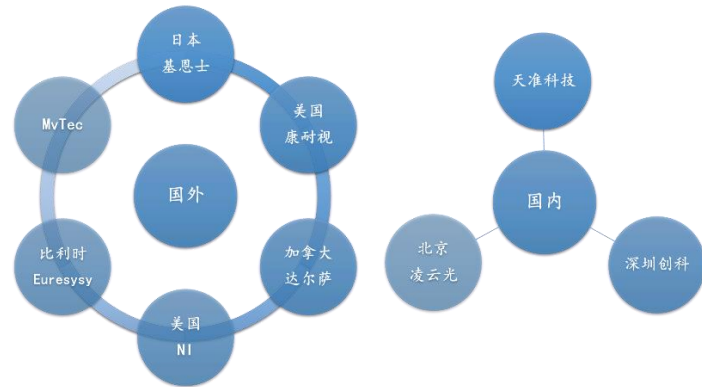 日本
基恩士
美国
康耐视
加拿大
达尔萨
美国
NI
比利时
Euresysy
MvTec
国外
天准科技
国内
北京
凌云光
深圳创科